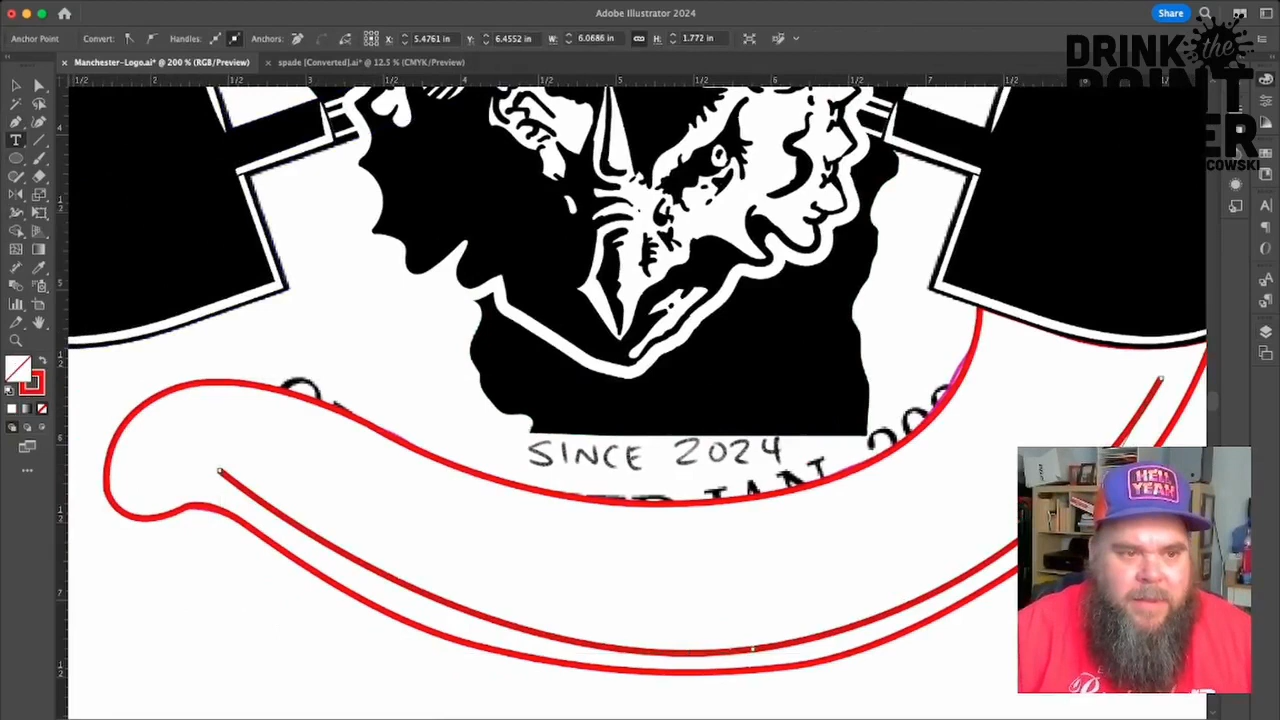 Adobe Illustrator 2024
Share
Anchor Point
Convert:
Handles:
Anchors:
X: 5.4761 in
Y: 6.4552 in
W: 6.0686 in
H: 1.772 in
Manchester-Logo.ai* @ 200 % (RGB/Preview)
spade [Converted].ai* @ 12.5 % (CMYK/Preview)
DRINK the
SINCE 2024
HELL
YEAH